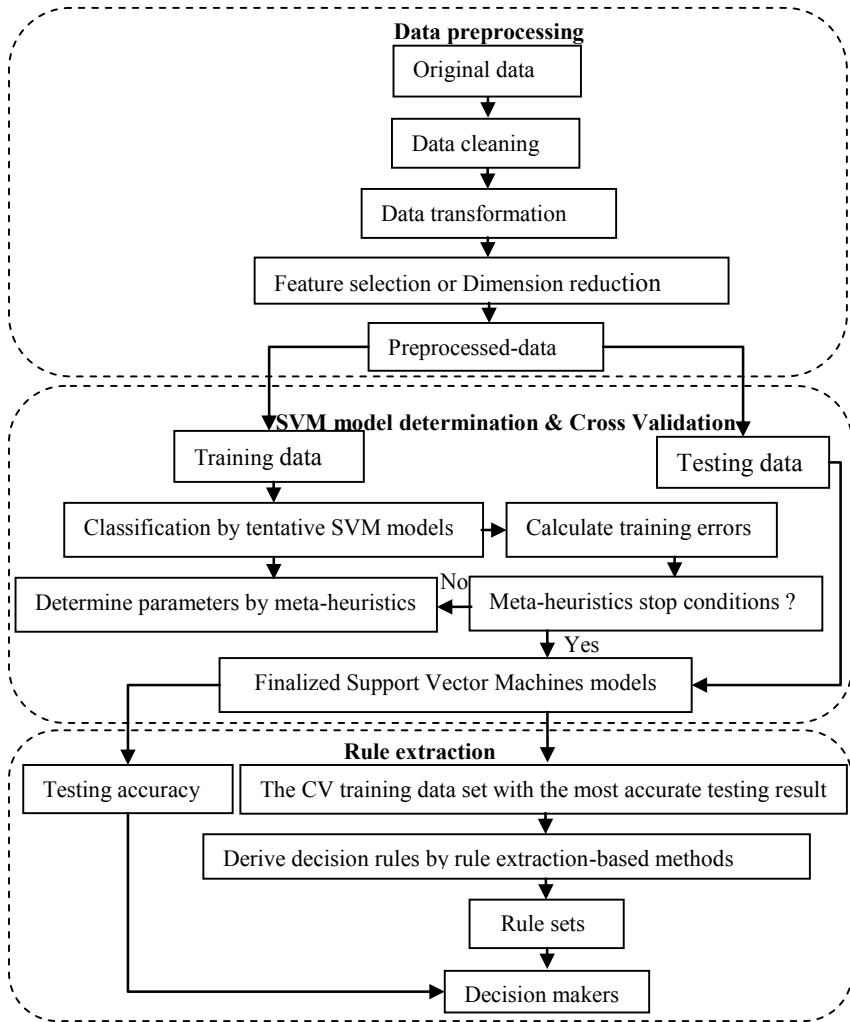 Data preprocessing
Original data
Data cleaning
Data transformation
Feature selection or Dimension reduction
Preprocessed-data
SVM model determination & Cross Validation
Training data
Testing data
Classification by tentative SVM models
Calculate training errors
No
Determine parameters by meta-heuristics
Meta-heuristics stop conditions ?
Yes
Finalized Support Vector Machines models
Rule extraction
Testing accuracy
The CV training data set with the most accurate testing result
Derive decision rules by rule extraction-based methods
Rule sets
Decision makers